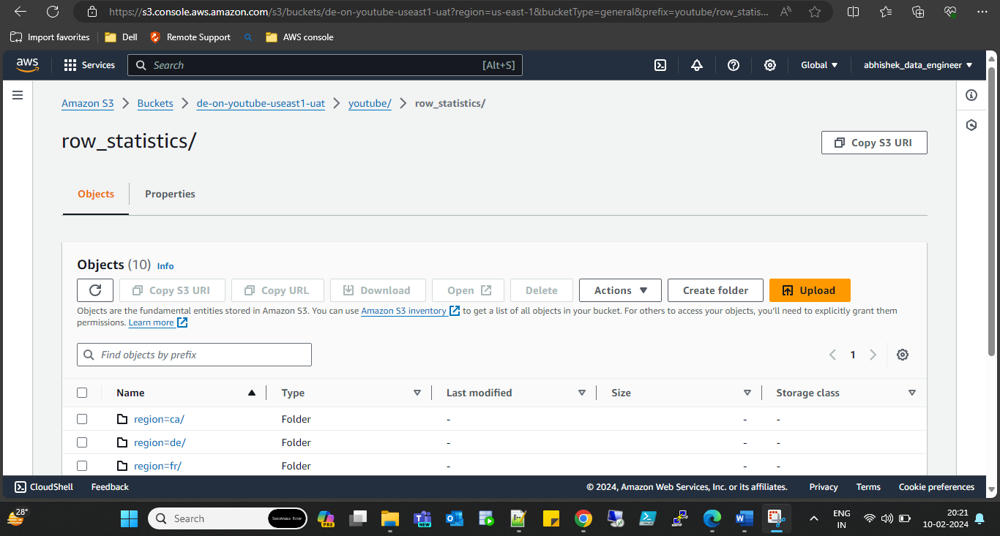 https://s3.console.aws.amazon.com/s3/buckets/de-on-youtube-useast1-uat?region=us-east-1&bucketType=general&prefix=youtube/row_statis...
Import favorites
Dell
Remote Support
AWS console
aws
Services
Search
[Alt+S]
Global
abhishek_data_engineer
Amazon S3
Buckets
de-on-youtube-useast1-uat
youtube/
row_statistics/
row_statistics/
Copy S3 URI
Objects
Properties
Objects (10) Info
Copy S3 URI
Copy URL
Download
Open
Delete
Actions
Create folder
Upload
Objects are the fundamental entities stored in Amazon S3. You can use Amazon S3 inventory to get a list of all objects in your bucket. For others to access your objects, you'll need to explicitly grant them
permissions. Learn more
Find objects by prefix
1
Name Type Last modified Size Storage class
region=ca/ Folder - - -
region=de/ Folder - - -
region=fr/ Folder - - -
CloudShell
Feedback
© 2024, Amazon Web Services, Inc. or its affiliates.
Privacy
Terms
Cookie preferences
28°
Search
SHOPPERS STOP
PRE
NEW
ENG
IN
20:21
10-02-2024